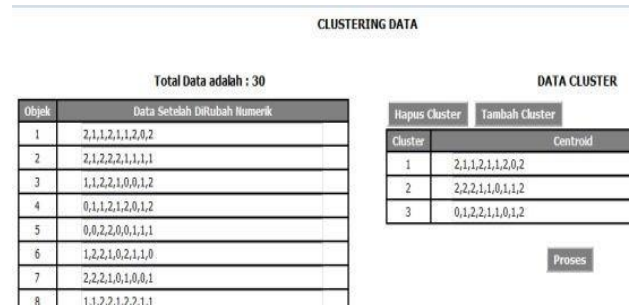 CLUSTERING DATA
Total Data adalah : 30
Objek Data Setelah DiRubah Numerik
1 2,1,1,2,1,1,2,0,2
2 2,1,2,2,2,1,1,1,1
3 1,1,2,2,1,0,0,1,2
4 0,1,1,2,1,2,0,1,2
5 0,0,2,2,0,0,1,1,1
6 1,2,2,1,0,2,1,1,0
7 2,2,2,1,0,1,0,0,1
8 1,1,2,2,1,2,2,1,1
DATA CLUSTER
Hapus Cluster Tambah Cluster
Cluster Centroid
1 2,1,1,2,1,1,2,0,2
2 2,2,2,1,1,0,1,1,2
3 0,1,2,2,1,1,0,1,2
Proses